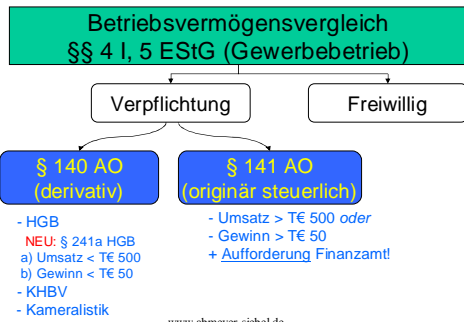 Betriebsvermögensvergleich
§§ 4 I, 5 EStG (Gewerbebetrieb)
Verpflichtung
Freiwillig
§ 140 AO
(derivativ)
§ 141 AO
(originär steuerlich)
- HGB
NEU: § 241a HGB
a) Umsatz < T€ 500
b) Gewinn < T€ 50
- KHBV
- Kameralistik
- Umsatz > T€ 500 oder
- Gewinn > T€ 50
+ Aufforderung Finanzamt!